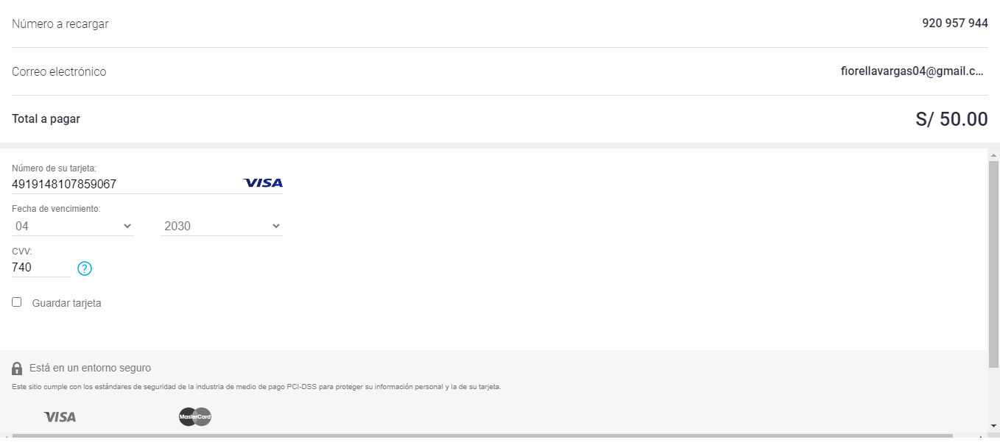 Número a recargar
920 957 944
Correo electrónico
fiorellavargas04@gmail.c...
Total a pagar
S/ 50.00
Número de su tarjeta:
4919148107859067
VISA
Fecha de vencimiento:
04
2030
CVV:
740
?
Guardar tarjeta
Está en un entorno seguro
Este sitio cumple con los estándares de seguridad de la industria de medio de pago PCI-DSS para proteger su información personal y la de su tarjeta.
VISA
MasterCard